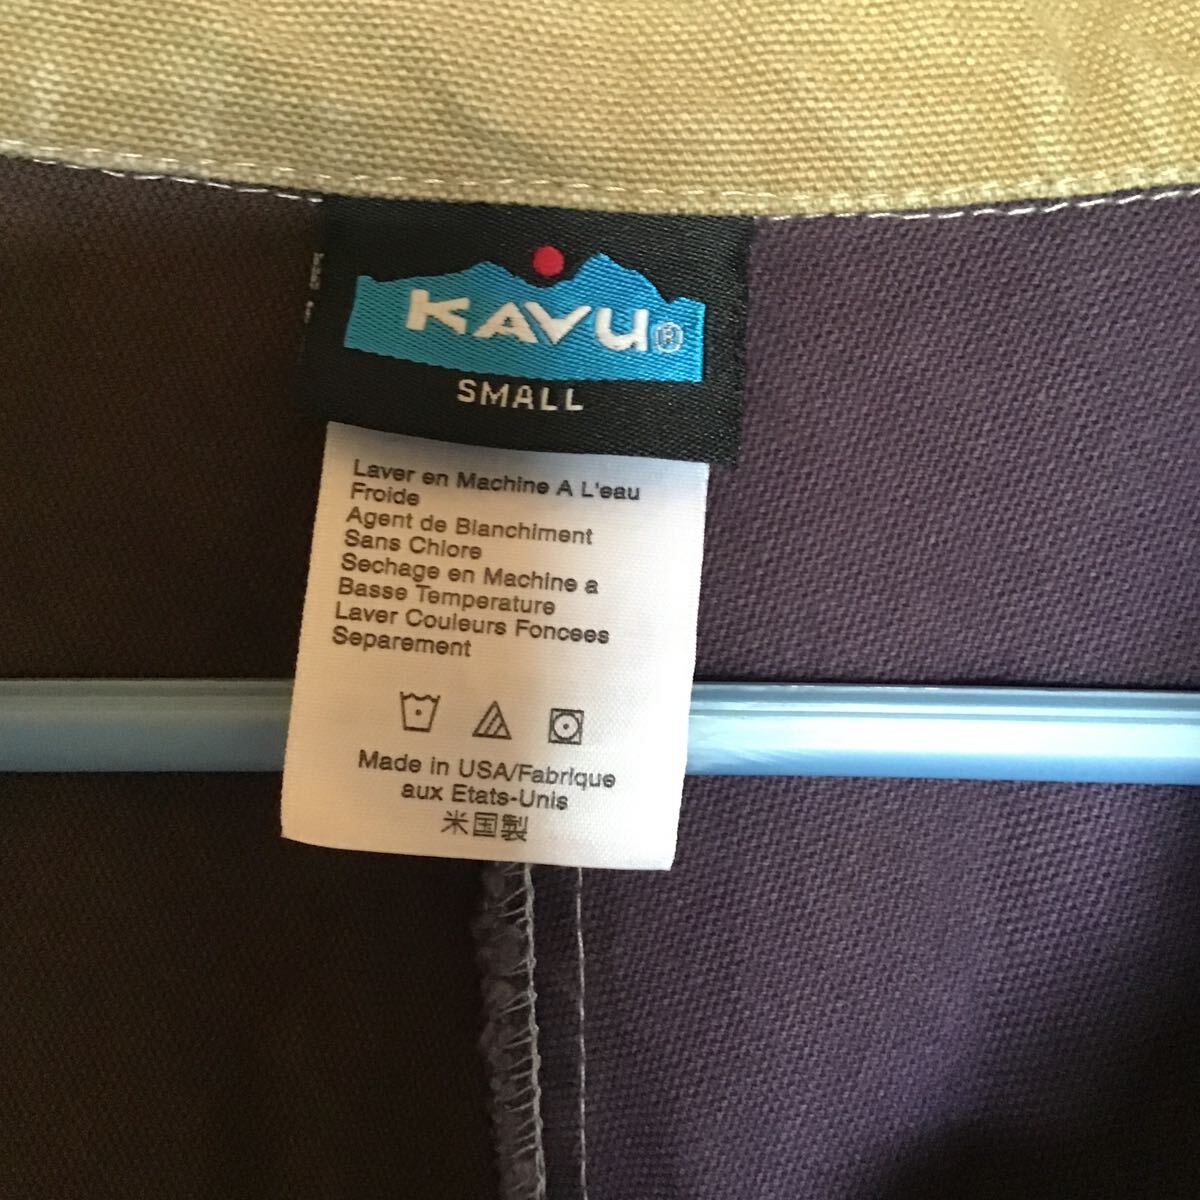 KAVU®
SMALL
Laver en Machine A L'eau
Froide
Agent de Blanchiment
Sans Chlore
Sechage en Machine a
Basse Temperature
Laver Couleurs Foncees
Separement
Made in USA/Fabrique
aux Etats-Unis
米国製